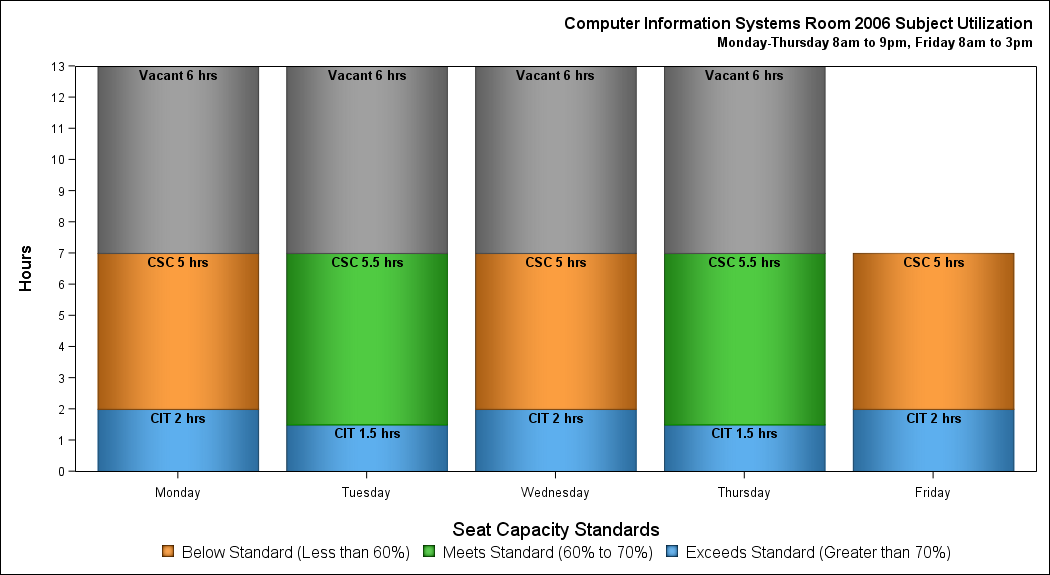 Computer Information Systems Room 2006 Subject Utilization
Monday-Thursday 8am to 9pm, Friday 8am to 3pm
Hours
13
12
11
10
9
8
7
6
5
4
3
2
1
0
Vacant 6 hrs Vacant 6 hrs Vacant 6 hrs Vacant 6 hrs
CSC 5 hrs CSC 5.5 hrs CSC 5 hrs CSC 5.5 hrs CSC 5 hrs
CIT 2 hrs CIT 1.5 hrs CIT 2 hrs CIT 1.5 hrs CIT 2 hrs
Monday Tuesday Wednesday Thursday Friday
Seat Capacity Standards
Below Standard (Less than 60%) Meets Standard (60% to 70%) Exceeds Standard (Greater than 70%)